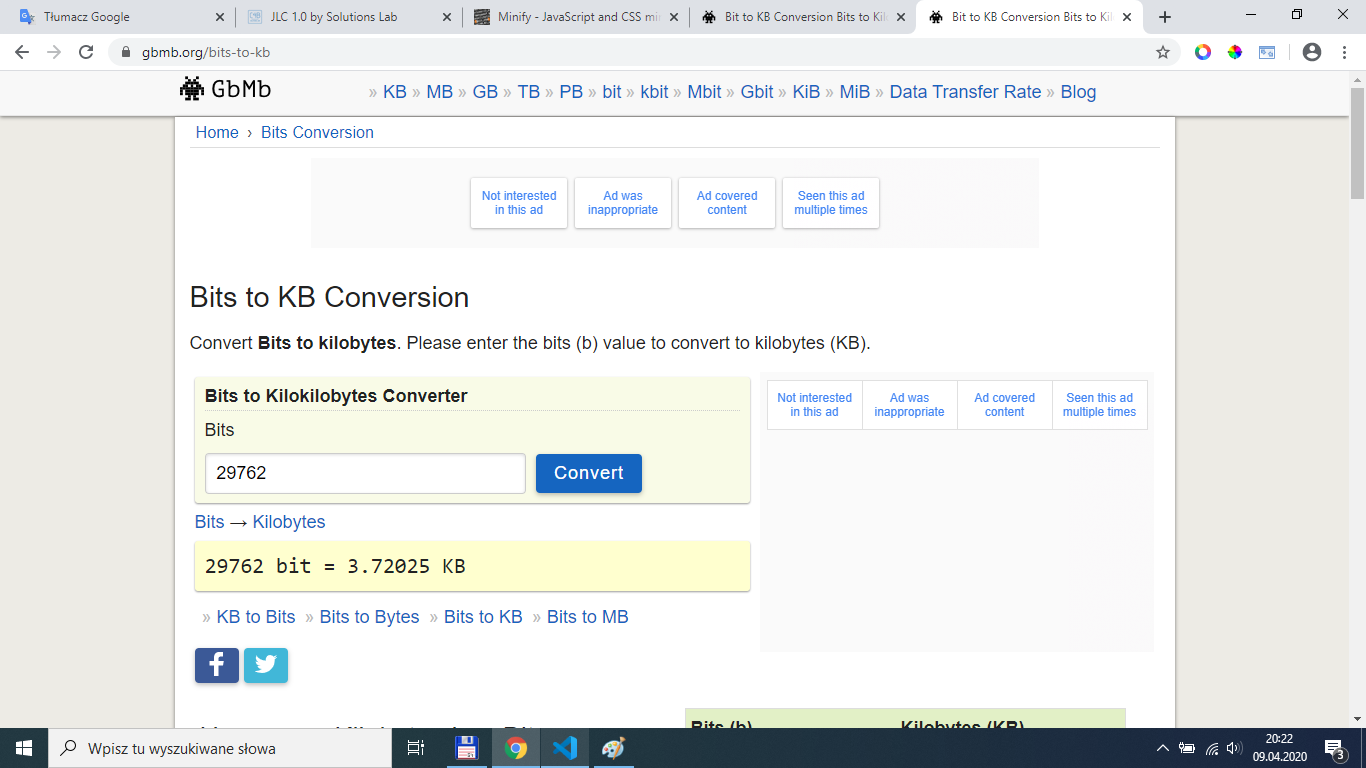 Tłumacz Google
JLC 1.0 by Solutions Lab
Minify - JavaScript and CSS mi
Bit to KB Conversion Bits to Kil
Bit to KB Conversion Bits to Kil
gbmb.org/bits-to-kb
GbMb
» KB » MB » GB » TB » PB » bit » kbit » Mbit » Gbit » KiB » MiB » Data Transfer Rate » Blog
Home › Bits Conversion
Not interested in this ad
Ad was inappropriate
Ad covered content
Seen this ad multiple times
Bits to KB Conversion
Convert Bits to kilobytes. Please enter the bits (b) value to convert to kilobytes (KB).
Bits to Kilokilobytes Converter
Bits
29762
Convert
Not interested in this ad
Ad was inappropriate
Ad covered content
Seen this ad multiple times
Bits → Kilobytes
29762 bit = 3.72025 KB
» KB to Bits » Bits to Bytes » Bits to KB » Bits to MB
Bits (b) Kilobytes (KB)
Wpisz tu wyszukiwane słowa
20:22
09.04.2020
3